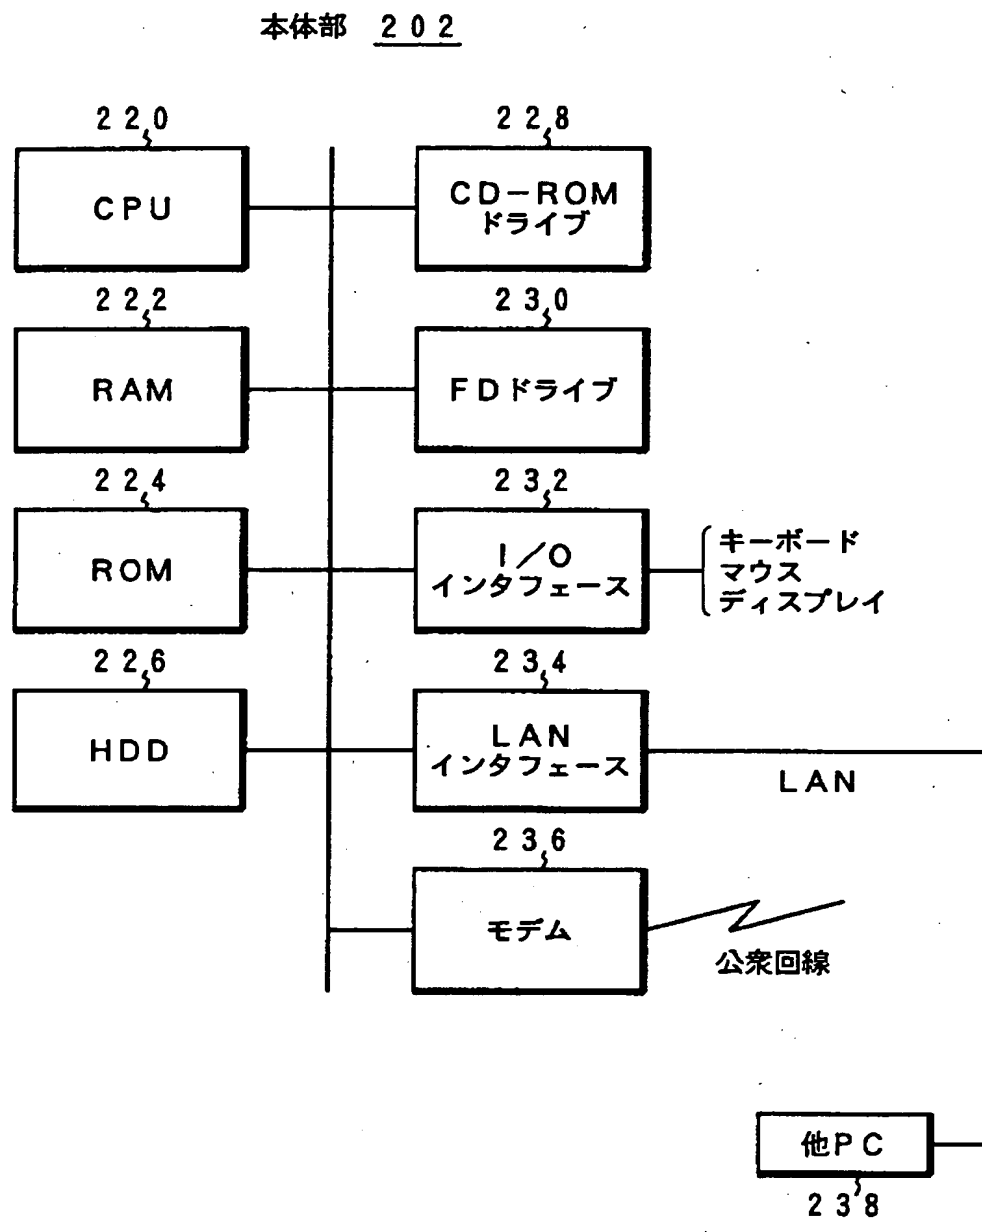 本体部 202
220
CPU
228
CD-ROM
ドライブ
222
RAM
230
FDドライブ
224
ROM
232
I/O
インタフェース
キーボード
マウス
ディスプレイ
226
HDD
234
LAN
インタフェース
LAN
236
モデム
公衆回線
他PC
238